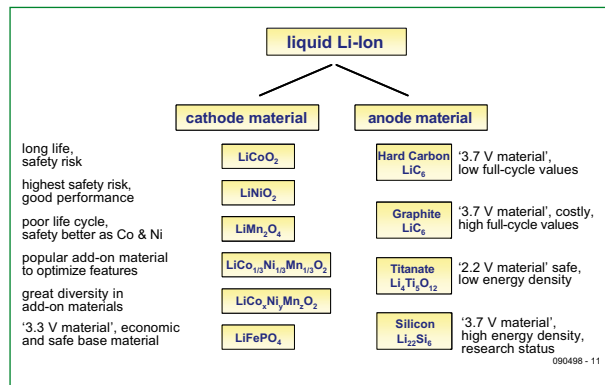 liquid Li-Ion
cathode material
anode material
long life,
safety risk
LiCoO₂
highest safety risk,
good performance
LiNiO₂
poor life cycle,
safety better as Co & Ni
LiMn₂O₄
popular add-on material
to optimize features
LiCo₁/₃Ni₁/₃Mn₁/₃O₂
great diversity in
add-on materials
LiCoₓNiᵧMn₂O₂
'3.3 V material', economic
and safe base material
LiFePO₄
Hard Carbon
LiC₆
'3.7 V material',
low full-cycle values
Graphite
LiC₆
'3.7 V material', costly,
high full-cycle values
Titanate
Li₄Ti₅O₁₂
'2.2 V material' safe,
low energy density
Silicon
Li₂₂Si₆
'3.7 V material',
high energy density,
research status
090498 - 11